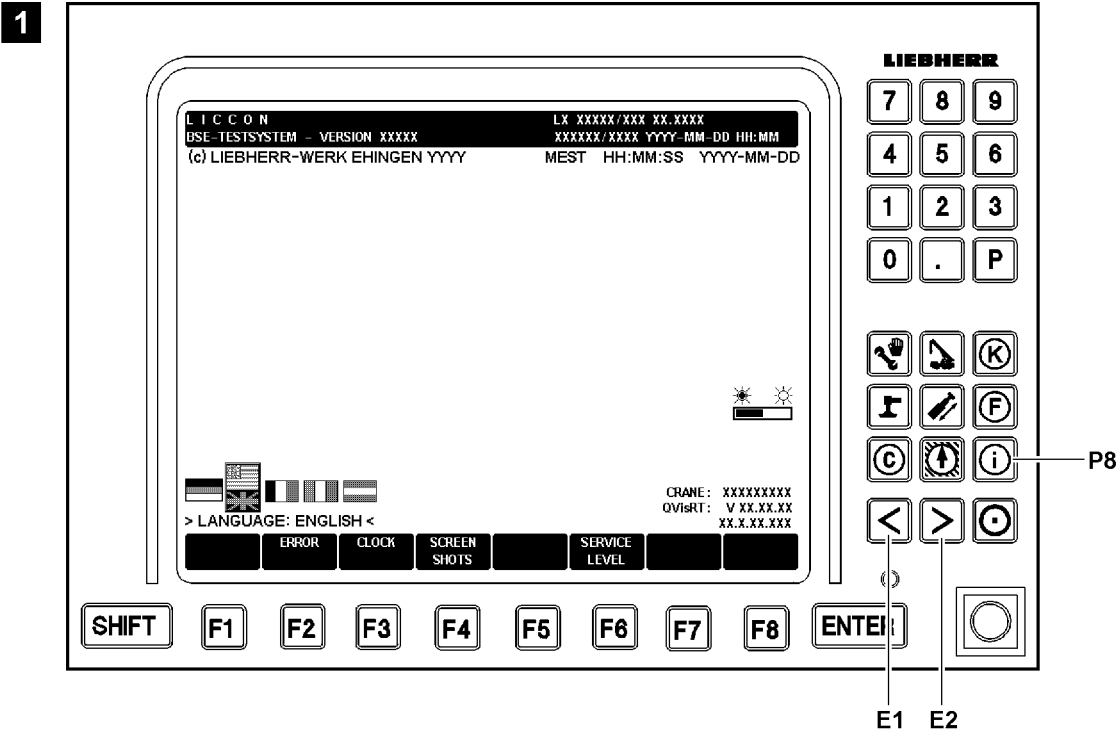 1
LIEBHERR
7 8 9
L I C C O N LX XXXXX/XXX XX.XXXX
BSE-TESTSYSTEM - VERSION XXXXX XXXXXX/XXXX YYYY-MM-DD HH:MM
(c) LIEBHERR-WERK EHINGEN YYYY MEST HH:MM:SS YYYY-MM-DD
4 5 6
1 2 3
0 . P
K
F
C i
P8
CRANE: XXXXXXXXX
QVisRT: V XX.XX.XX
XX.X.XX.XXX
> LANGUAGE: ENGLISH <
< >
ERROR CLOCK SCREEN SHOTS SERVICE LEVEL
SHIFT F1 F2 F3 F4 F5 F6 F7 F8 ENTER
E1 E2